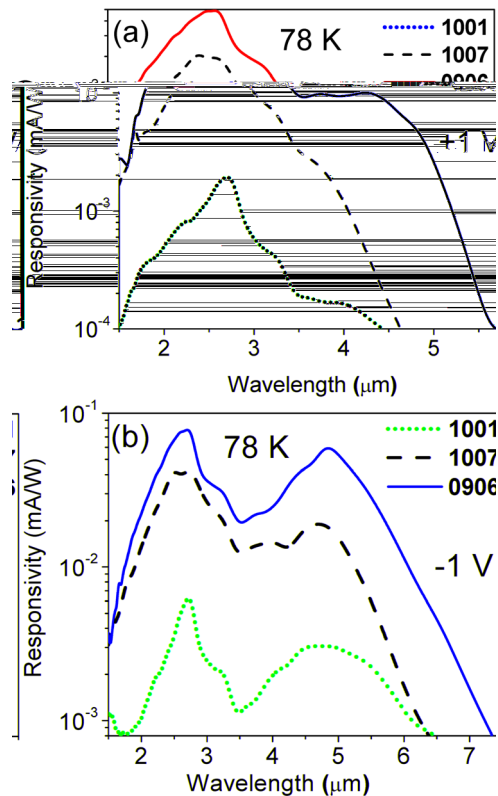 (a)
78 K
1001
1007
Responsivity (mA/W)
10⁻³
10⁻⁴
2
3
4
5
Wavelength (μm)
(b)
78 K
1001
1007
0906
-1 V
Responsivity (mA/W)
10⁻¹
10⁻²
10⁻³
2
3
4
5
6
7
Wavelength (μm)